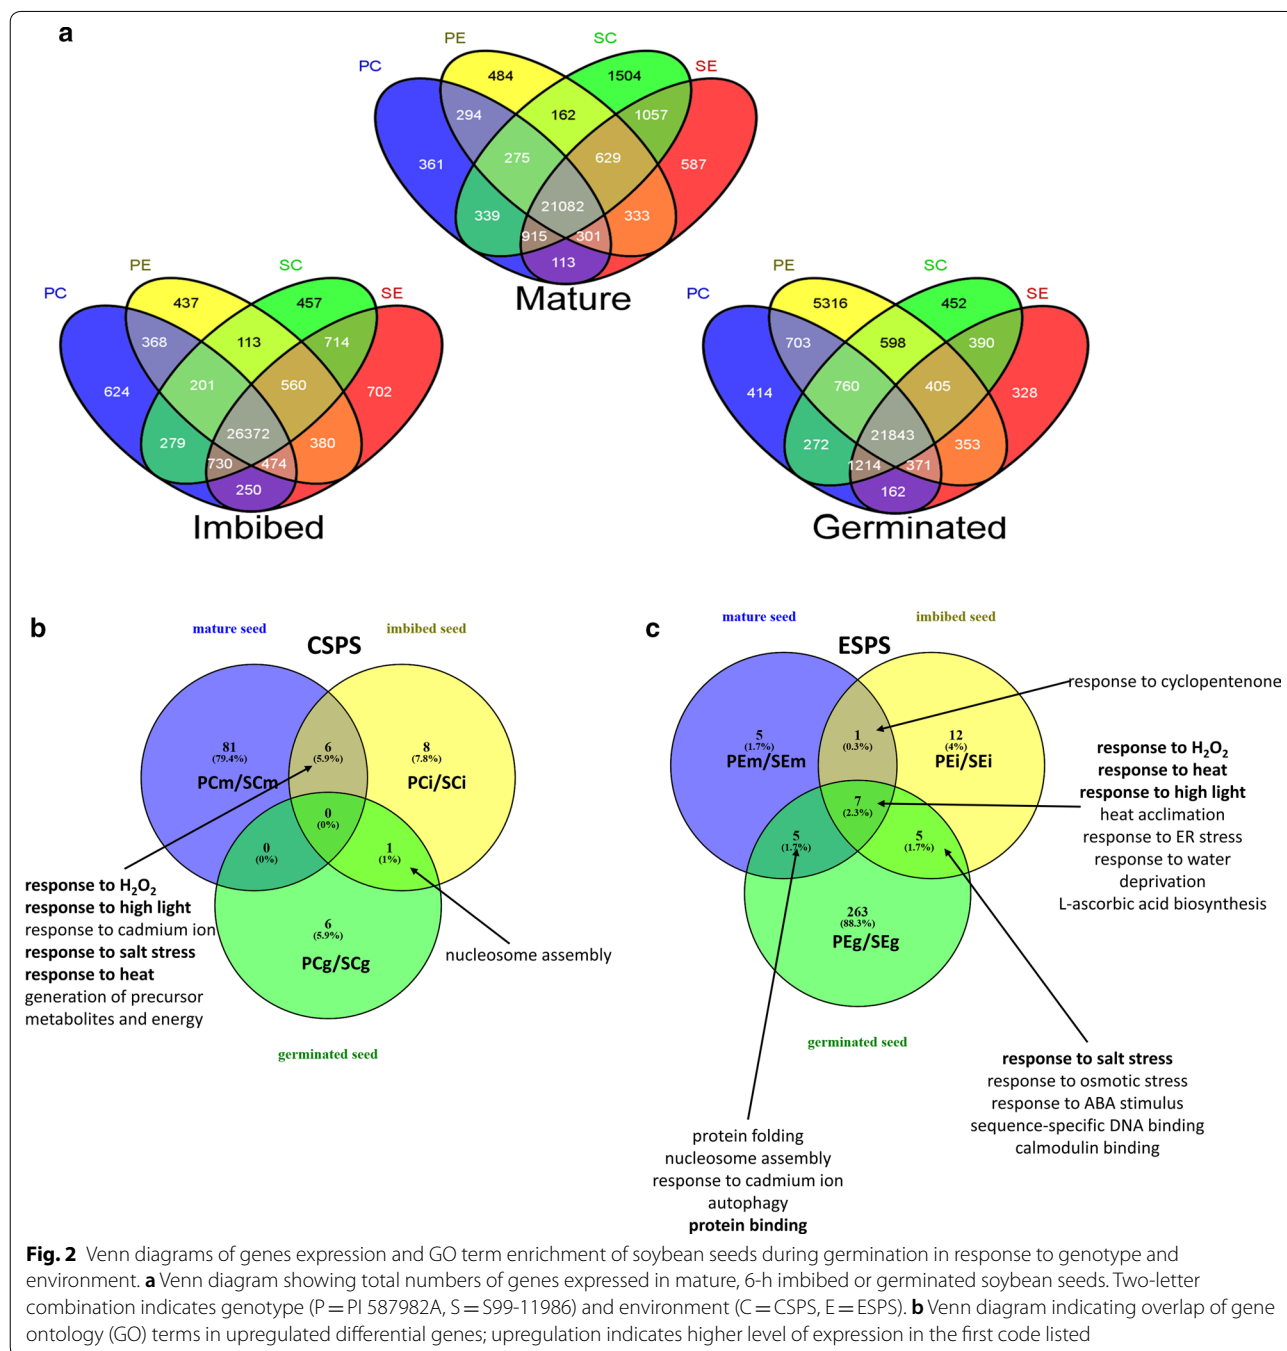 a
PE
SC
PC
SE
484
1504
294
162
1057
361
275
629
587
339
21082
333
915
301
113
Mature
PE
SC
PC
SE
437
457
368
113
714
624
201
560
702
279
26372
380
730
474
250
Imbibed
PE
SC
PC
SE
5316
452
703
598
390
414
760
405
328
272
21843
353
1214
371
162
Germinated
b
mature seed
imbibed seed
CSPS
81
(79.4%)
PCm/SCm
6
(5.9%)
8
(7.8%)
PCi/SCi
0
(0%)
0
(0%)
1
(1%)
6
(5.9%)
PCg/SCg
response to H₂O₂
response to high light
response to cadmium ion
response to salt stress
response to heat
generation of precursor
metabolites and energy
nucleosome assembly
germinated seed
c
mature seed
imbibed seed
ESPS
5
(1.7%)
PEm/SEm
1
(0.3%)
12
(4%)
PEi/SEi
7
(2.3%)
5
(1.7%)
5
(1.7%)
263
(88.3%)
PEg/SEg
response to cyclopentenone
response to H₂O₂
response to heat
response to high light
heat acclimation
response to ER stress
response to water
deprivation
L-ascorbic acid biosynthesis
germinated seed
response to salt stress
response to osmotic stress
response to ABA stimulus
sequence-specific DNA binding
calmodulin binding
protein folding
nucleosome assembly
response to cadmium ion
autophagy
protein binding
Fig. 2 Venn diagrams of genes expression and GO term enrichment of soybean seeds during germination in response to genotype and
environment. a Venn diagram showing total numbers of genes expressed in mature, 6-h imbibed or germinated soybean seeds. Two-letter
combination indicates genotype (P = PI 587982A, S = S99-11986) and environment (C = CSPS, E = ESPS). b Venn diagram indicating overlap of gene
ontology (GO) terms in upregulated differential genes; upregulation indicates higher level of expression in the first code listed